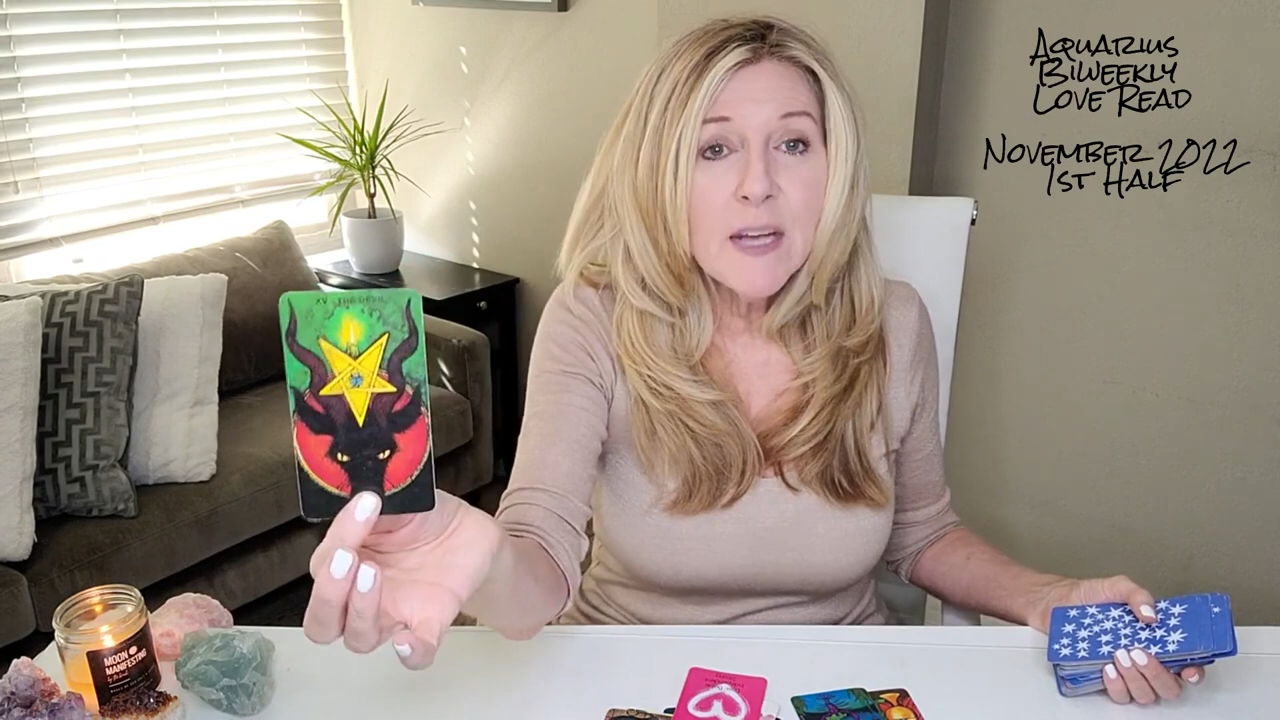 Aquarius
Biweekly
Love Read
November 2022
1st Half
XV THE DEVIL
MOON
MANIFESTING